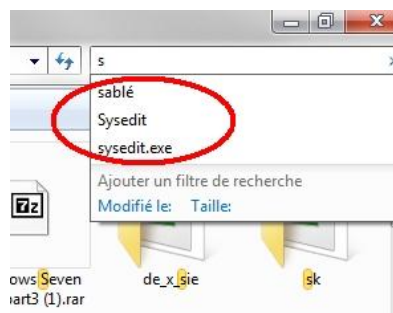 s
sablé
Sysedit
sysedit.exe
Ajouter un filtre de recherche
Modifié le: Taille:
7z
ows Seven
part3 (1).rar
de_x_sie
sk